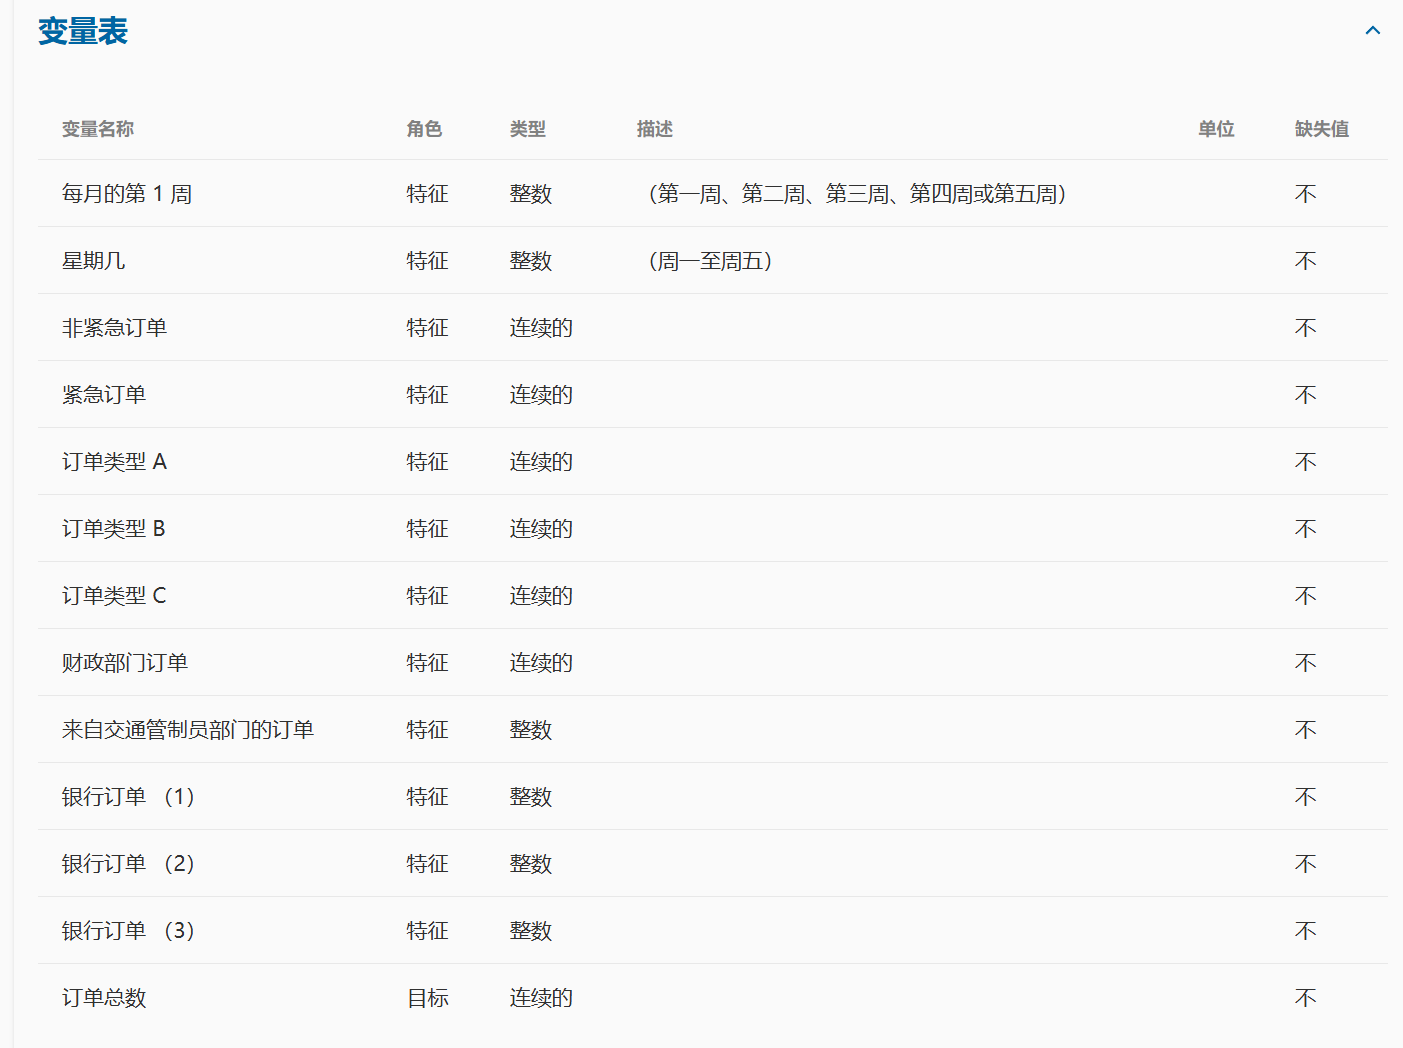 变量表
变量名称 角色 类型 描述 单位 缺失值
每月的第 1 周 特征 整数 （第一周、第二周、第三周、第四周或第五周） 不
星期几 特征 整数 （周一至周五） 不
非紧急订单 特征 连续的 不
紧急订单 特征 连续的 不
订单类型 A 特征 连续的 不
订单类型 B 特征 连续的 不
订单类型 C 特征 连续的 不
财政部门订单 特征 连续的 不
来自交通管制员部门的订单 特征 整数 不
银行订单 （1） 特征 整数 不
银行订单 （2） 特征 整数 不
银行订单 （3） 特征 整数 不
订单总数 目标 连续的 不